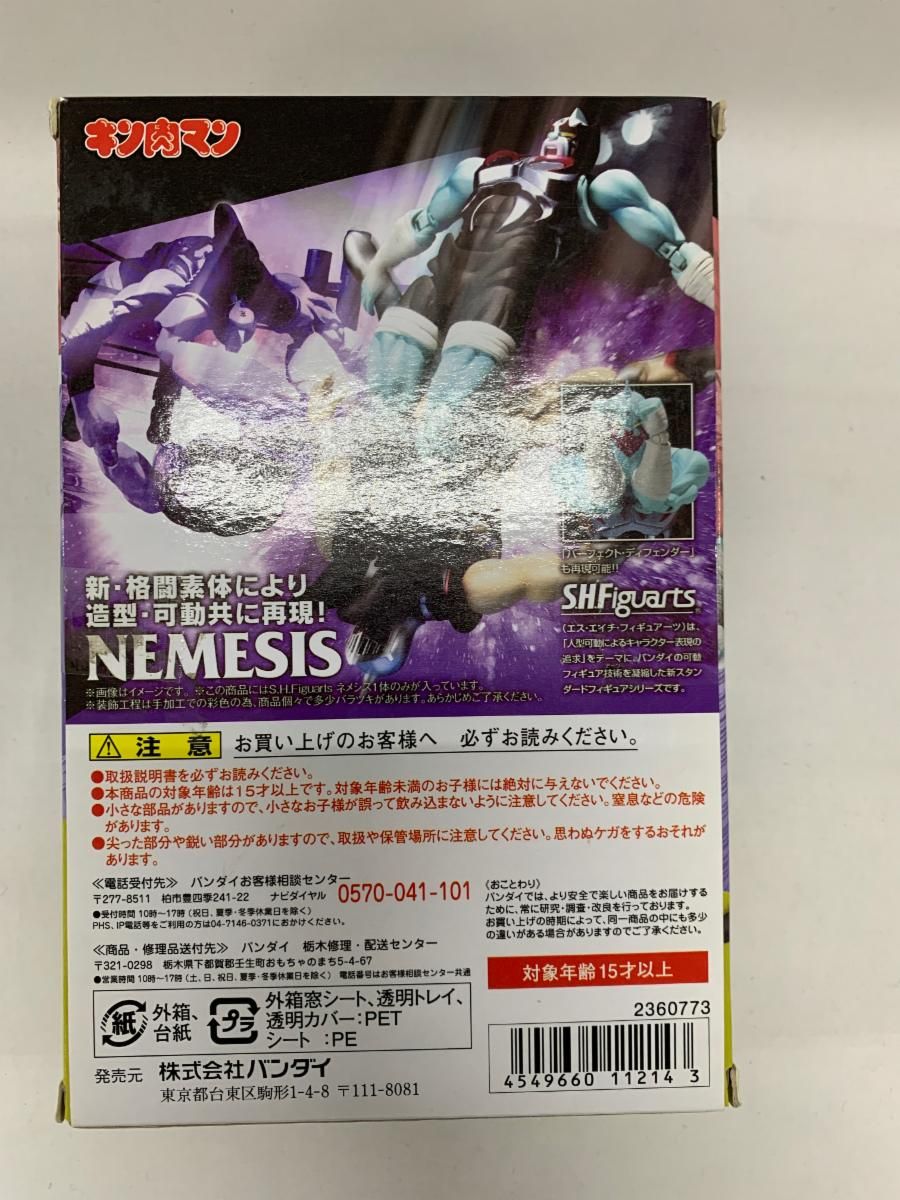 キン肉マン
「パーフェクト・ディフェンダー」
も再現可能!!
S.H.Figuarts
(エス・エイチ・フィギュアーツ)は、
「人型可動によるキャラクター表現の
追求」をテーマに、バンダイの可動
フィギュア技術を凝縮した新スタン
ダードフィギュアシリーズです。
新・格闘素体により
造型・可動共に再現!
NEMESIS
※画像はイメージです。 ※この商品にはS.H.Figuarts ネメシス1体のみが入っています。
※装飾工程は手加工での彩色の為、商品個々で多少バラツキがあります。あらかじめご了承ください。
注 意 お買い上げのお客様へ 必ずお読みください。
●取扱説明書を必ずお読みください。
●本商品の対象年齢は15才以上です。対象年齢未満のお子様には絶対に与えないでください。
●小さな部品がありますので、小さなお子様が誤って飲み込まないように注意してください。窒息などの危険
があります。
●尖った部分や鋭い部分がありますので、取扱や保管場所に注意してください。思わぬケガをするおそれが
あります。
≪電話受付先≫ バンダイお客様相談センター
〒277-8511 柏市豊四季241-22 ナビダイヤル 0570-041-101
●受付時間 10時〜17時 (祝日、夏季・冬季休業日を除く)
PHS、IP電話等をご利用の方は04-7146-0371におかけください。
≪商品・修理品送付先≫ バンダイ 栃木修理・配送センター
〒321-0298 栃木県下都賀郡壬生町おもちゃのまち5-4-67
●営業時間 10時〜17時 (土、日、祝日、夏季・冬季休業日を除く) 電話番号はお客様相談センター共通
〈おことわり〉
バンダイでは、より安全で楽しい商品をお届けする
ために、常に研究・調査・改良を行っております。
お買い上げの時期によって、同一商品の中にも多少
の違いがある場合がありますのでご了承ください。
対象年齢15才以上
紙 外箱、
台紙
プラ 外箱窓シート、透明トレイ、
透明カバー:PET
シート :PE
2360773
4549660 11214 3
発売元 株式会社バンダイ
東京都台東区駒形1-4-8 〒111-8081